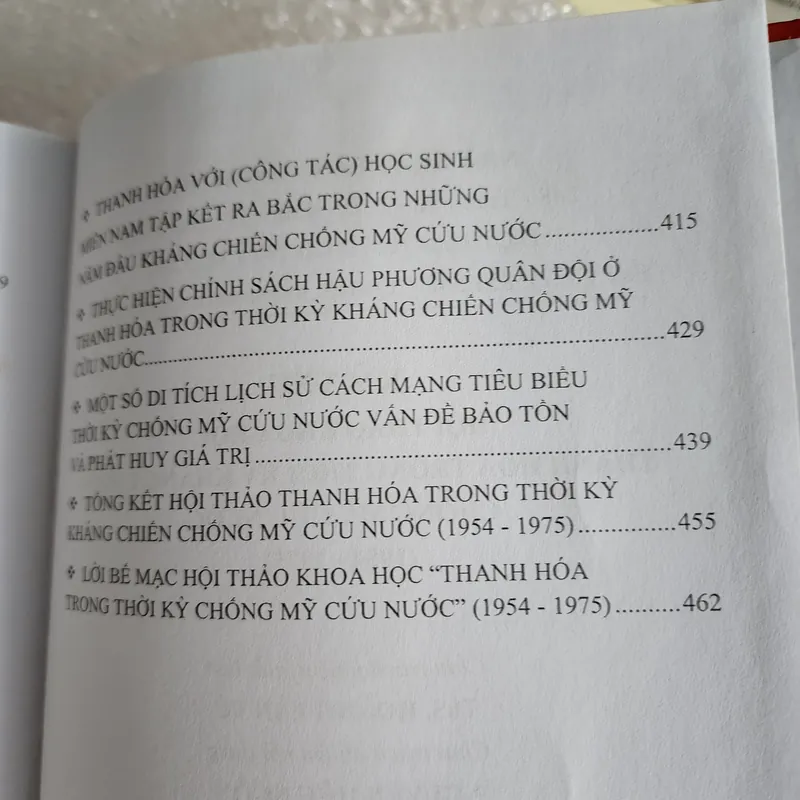 ❖ THANH HÓA VỚI (CÔNG TÁC) HỌC SINH
MIỀN NAM TẬP KẾT RA BẮC TRONG NHỮNG
NĂM ĐẦU KHÁNG CHIẾN CHỐNG MỸ CỨU NƯỚC...................415
❖ THỰC HIỆN CHÍNH SÁCH HẬU PHƯƠNG QUÂN ĐỘI Ở
THANH HÓA TRONG THỜI KỲ KHÁNG CHIẾN CHỐNG MỸ
CỨU NƯỚC....................................................................................429
❖ MỘT SỐ DI TÍCH LỊCH SỬ CÁCH MẠNG TIÊU BIỂU
THỜI KỲ CHỐNG MỸ CỨU NƯỚC VẤN ĐỀ BẢO TỒN
VÀ PHÁT HUY GIÁ TRỊ....................................................................439
❖ TỔNG KẾT HỘI THẢO THANH HÓA TRONG THỜI KỲ
KHÁNG CHIẾN CHỐNG MỸ CỨU NƯỚC (1954 - 1975)...............455
❖ LỜI BẾ MẠC HỘI THẢO KHOA HỌC “THANH HÓA
TRONG THỜI KỲ CHỐNG MỸ CỨU NƯỚC” (1954 - 1975)..........462
9